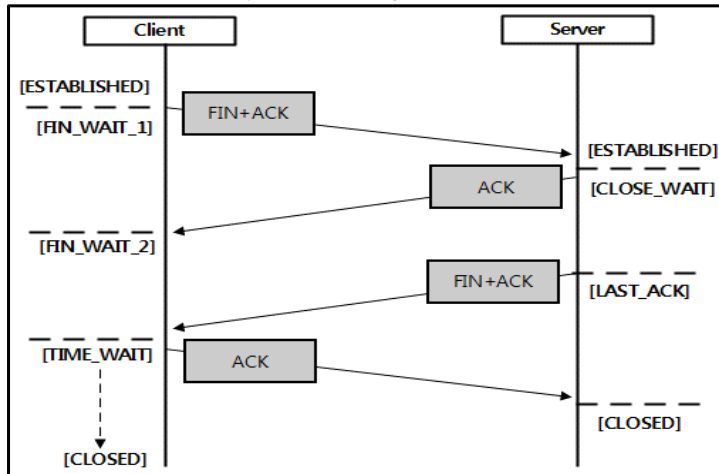 Client
Server
[ESTABLISHED]
FIN+ACK
[FIN_WAIT_1]
[ESTABLISHED]
ACK
[CLOSE_WAIT]
[FIN_WAIT_2]
FIN+ACK
[LAST_ACK]
[TIME_WAIT]
ACK
[CLOSED]
[CLOSED]